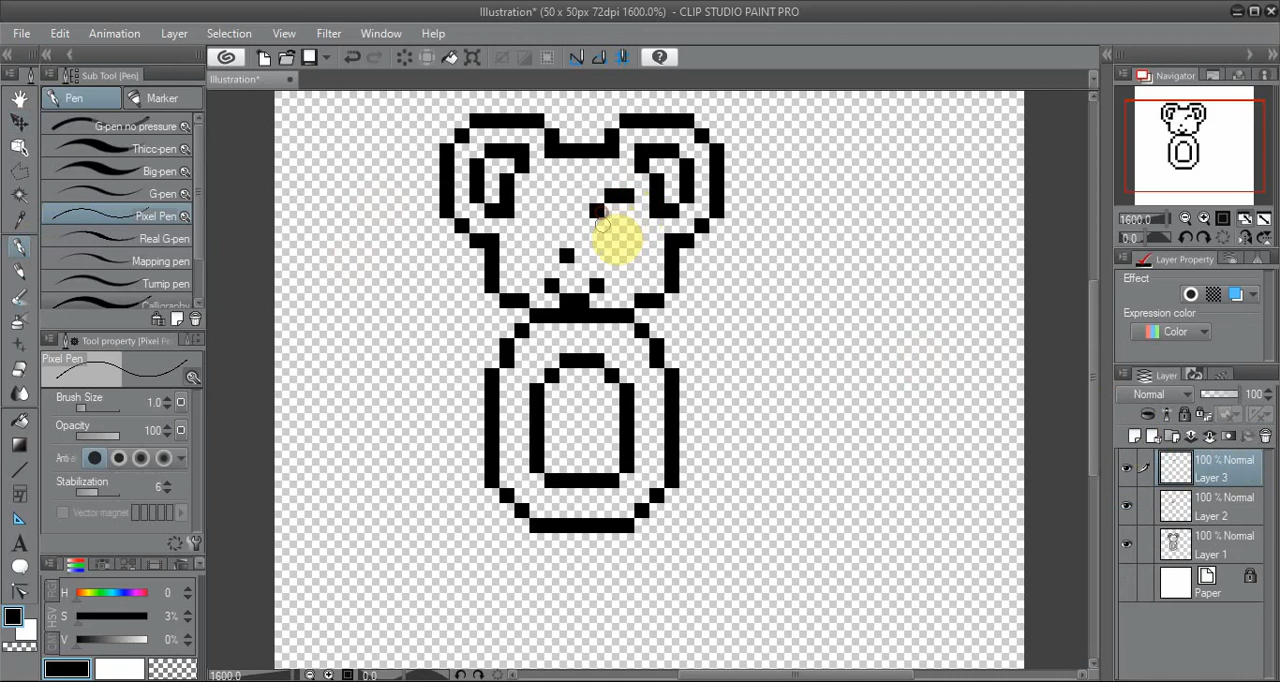 Illustration* (50 x 50px 72dpi 1600.0%) - CLIP STUDIO PAINT PRO
File Edit Animation Layer Selection View Filter Window Help
Sub Tool [Pen]
Illustration*
Navigator
Pen Marker
G-pen no pressure
Thicc-pen
Big-pen
G-pen
Pixel Pen
Real G-pen
Mapping pen
Turnip pen
Calligraphy
1600.0
0.0
Layer Property
Effect
Expression color
Color
Tool property [Pixel Pen]
Pixel Pen
Brush Size 1.0
Opacity 100
Anti-al
Stabilization 6
Vector magnet
Layer
Normal 100
100 % Normal
Layer 3
100 % Normal
Layer 2
100 % Normal
Layer 1
Paper
H 0
S 3%
V 0%
1600.0 0.0